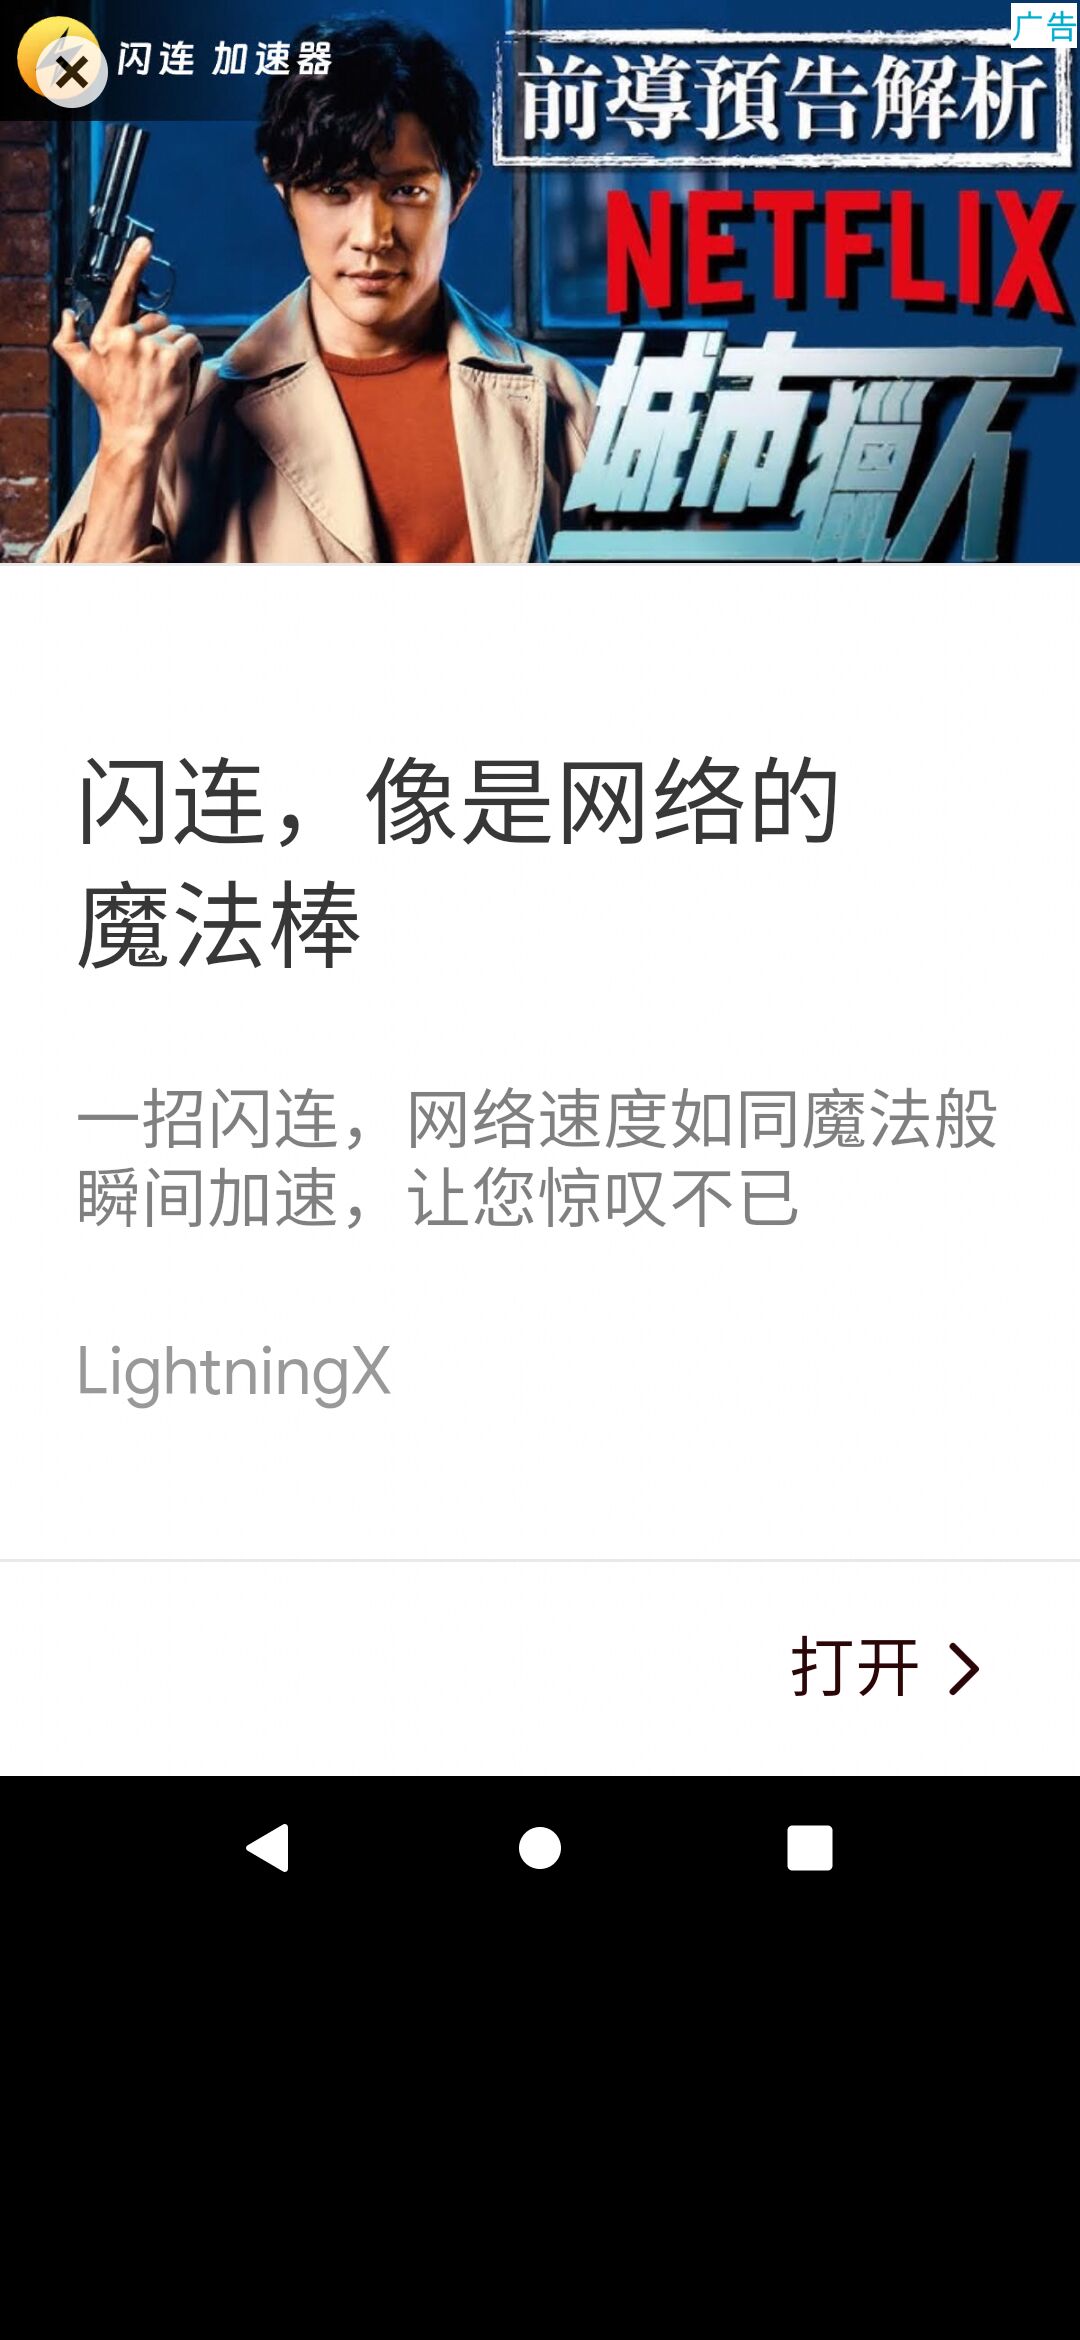 闪连 加速器
广告
前導預告解析
NETFLIX
城市獵人
闪连，像是网络的
魔法棒
一招闪连，网络速度如同魔法般
瞬间加速，让您惊叹不已
LightningX
打开